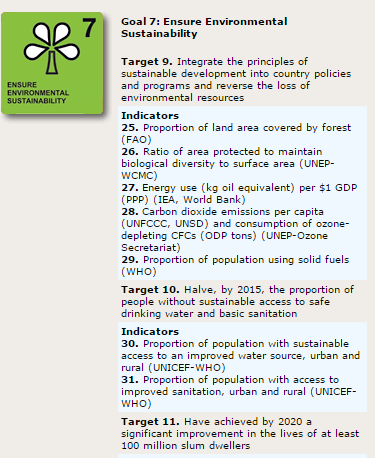 7
ENSURE
ENVIRONMENTAL
SUSTAINABILITY
Goal 7: Ensure Environmental
Sustainability
Target 9. Integrate the principles of
sustainable development into country policies
and programs and reverse the loss of
environmental resources
Indicators
25. Proportion of land area covered by forest
(FAO)
26. Ratio of area protected to maintain
biological diversity to surface area (UNEP-
WCMC)
27. Energy use (kg oil equivalent) per $1 GDP
(PPP) (IEA, World Bank)
28. Carbon dioxide emissions per capita
(UNFCCC, UNSD) and consumption of ozone-
depleting CFCs (ODP tons) (UNEP-Ozone
Secretariat)
29. Proportion of population using solid fuels
(WHO)
Target 10. Halve, by 2015, the proportion of
people without sustainable access to safe
drinking water and basic sanitation
Indicators
30. Proportion of population with sustainable
access to an improved water source, urban and
rural (UNICEF-WHO)
31. Proportion of population with access to
improved sanitation, urban and rural (UNICEF-
WHO)
Target 11. Have achieved by 2020 a
significant improvement in the lives of at least
100 million slum dwellers